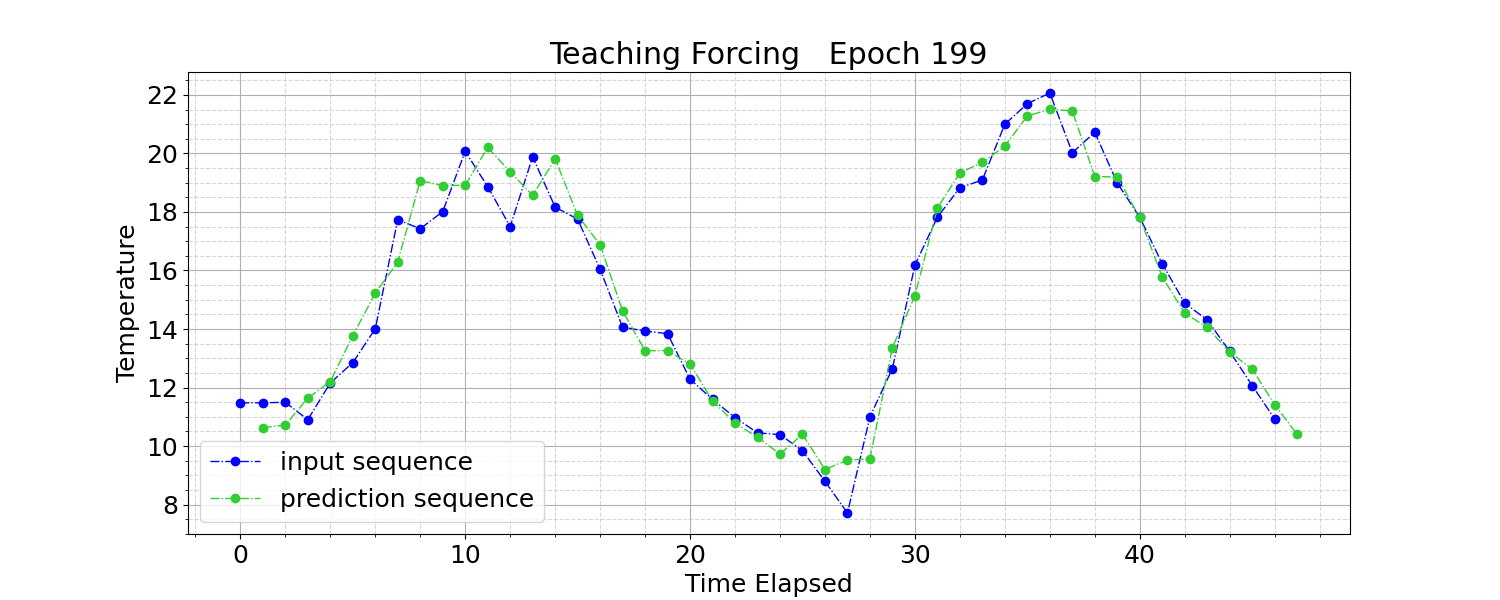 Teaching Forcing   Epoch 199
22
20
18
16
14
12
10
8
Temperature
input sequence
prediction sequence
0 10 20 30 40
Time Elapsed